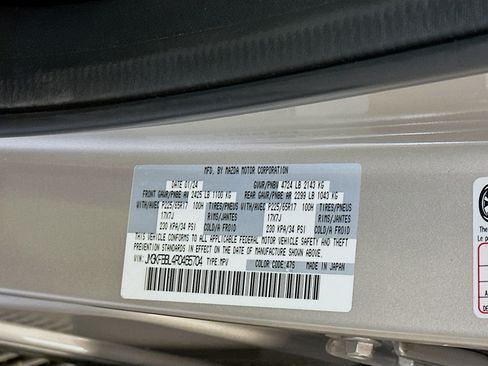 MFD. BY MAZDA MOTOR CORPORATION
DATE 01/24 GVWR/PNBV 4724 LB 2143 KG
FRONT GAWR/PNBE AV 2425 LB 1100 KG REAR GAWR/PNBE AR 2299 LB 1043 KG
WITH/AVEC P225/65R17 100H TIRES/PNEUS WITH/AVEC P225/65R17 100H TIRES/PNEUS
17X7J RIMS/JANTES 17X7J RIMS/JANTES
230 KPA/34 PSI COLD/A FROID 230 KPA/34 PSI COLD/A FROID
THIS VEHICLE CONFORMS TO ALL APPLICABLE FEDERAL MOTOR VEHICLE SAFETY AND THEFT
PREVENTION STANDARDS IN EFFECT ON THE DATE OF MANUFACTURE SHOWN ABOVE.
VIN: TYPE: MPV COLOR CODE: 47S MADE IN JAPAN
The
Le p